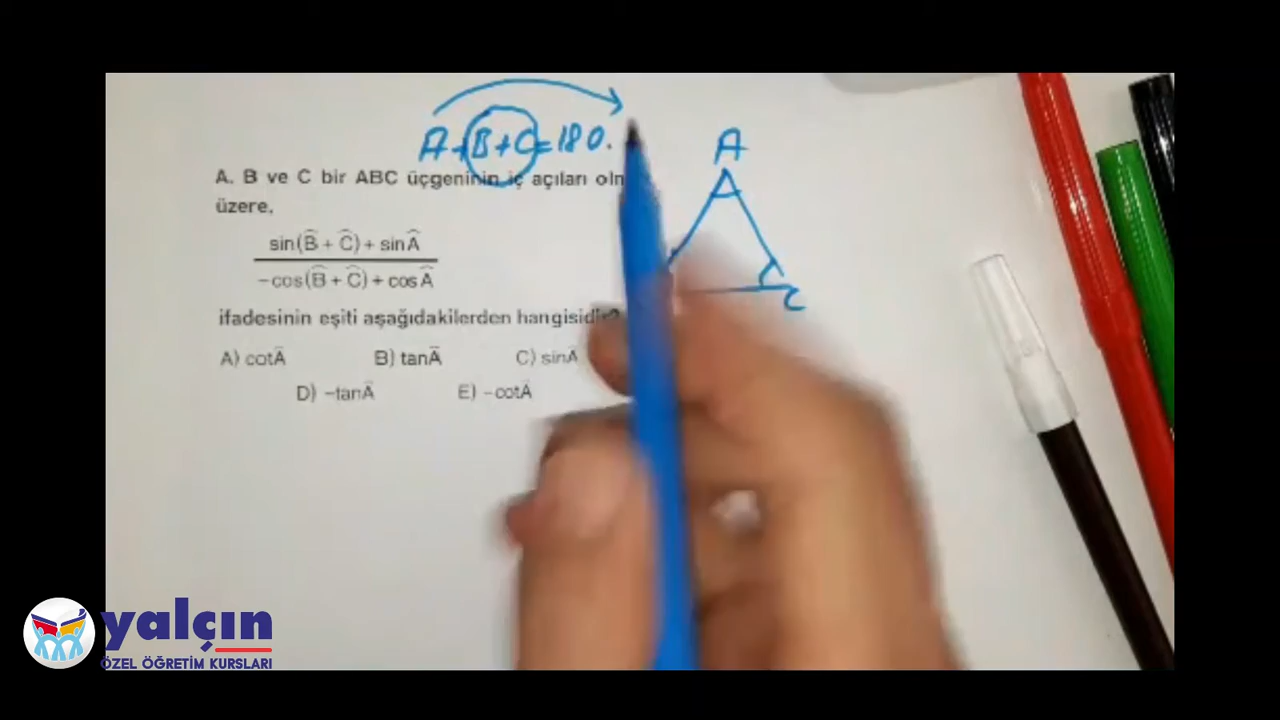 A+B+C=180.
A. B ve C bir ABC üçgeninin iç açıları
üzere,
sin(B̂ + Ĉ) + sinÂ
−cos(B̂ + Ĉ) + cosÂ
ifadesinin eşiti aşağıdakilerden hangisidir?
A) cotÂ B) tanÂ C) sinÂ
D) −tanÂ E) −cotÂ
A
C
yalçın
ÖZEL ÖĞRETİM KURSLARI